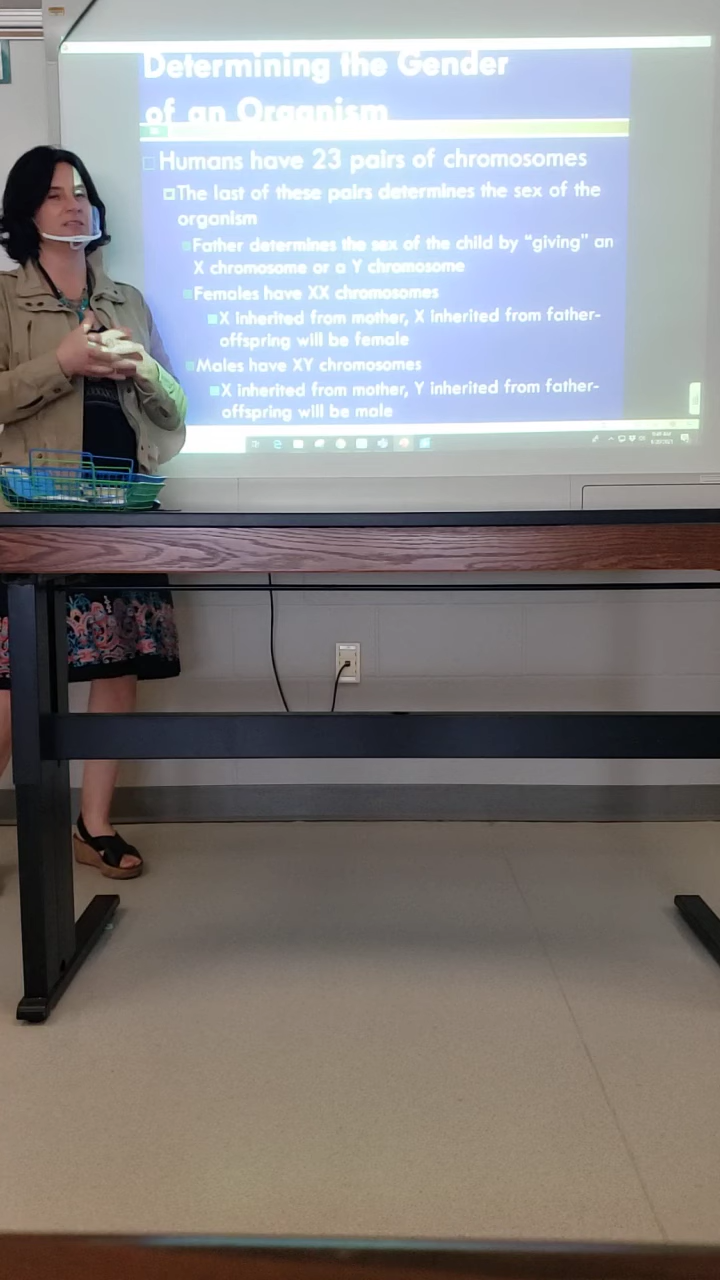 Determining the Gender
of an Organism
Humans have 23 pairs of chromosomes
The last of these pairs determines the sex of the
organism
Father determines the sex of the child by "giving" an
X chromosome or a Y chromosome
Females have XX chromosomes
X inherited from mother, X inherited from father-
offspring will be female
Males have XY chromosomes
X inherited from mother, Y inherited from father-
offspring will be male